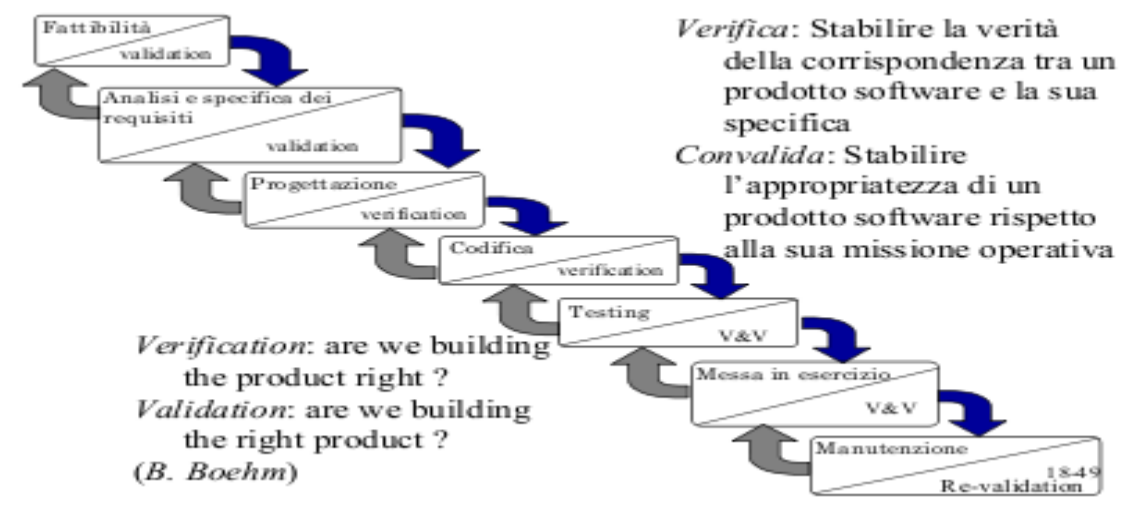 Fattibilità
validation
Analisi e specifica dei
requisiti
validation
Progettazione
verification
Codifica
verification
Testing
V&V
Messa in esercizio
V&V
Manutenzione
18-49
Re-validation
Verifica: Stabilire la verità
della corrispondenza tra un
prodotto software e la sua
specifica
Convalida: Stabilire
l'appropriatezza di un
prodotto software rispetto
alla sua missione operativa
Verification: are we building
the product right ?
Validation: are we building
the right product ?
(B. Boehm)